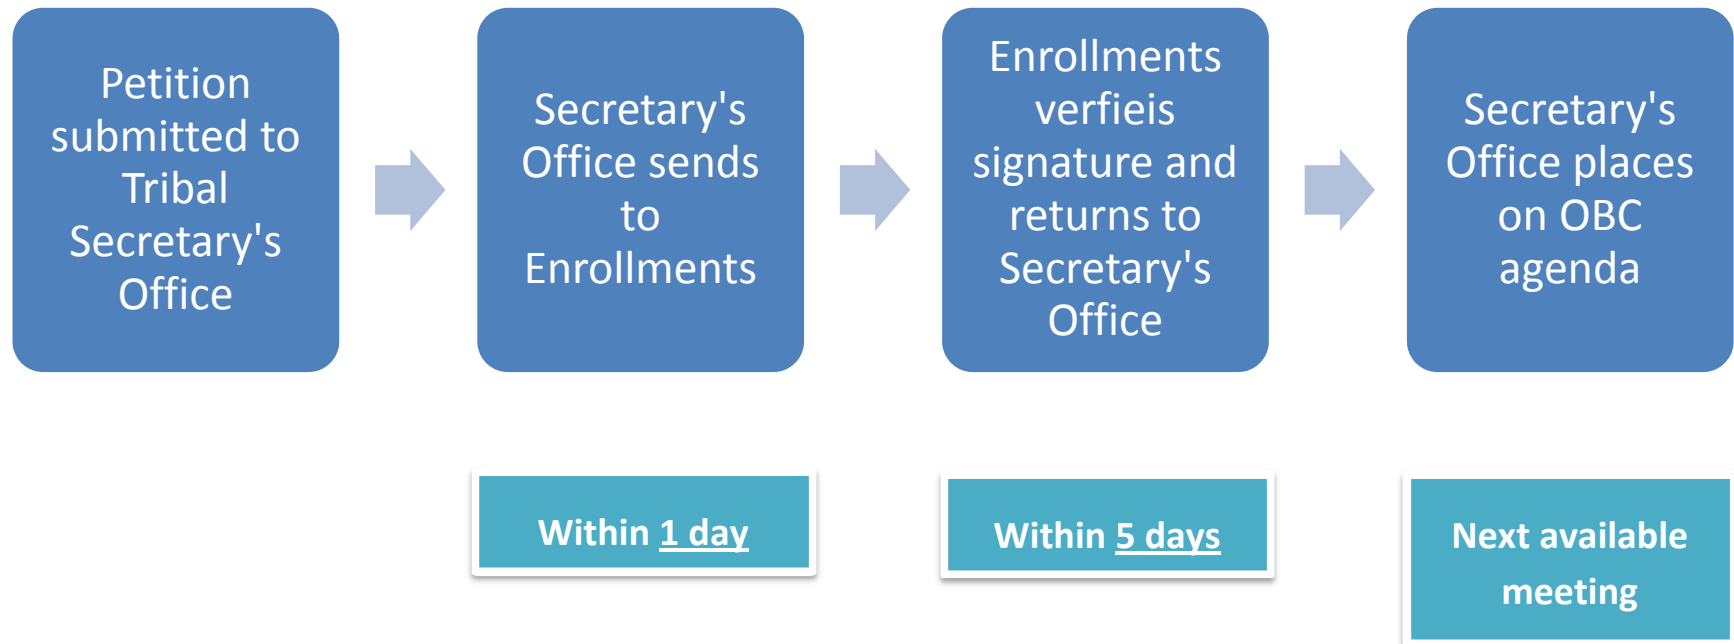 Petition
submitted to
Tribal
Secretary's
Office
Secretary's
Office sends
to
Enrollments
Enrollments
verfieis
signature and
returns to
Secretary's
Office
Secretary's
Office places
on OBC
agenda
Within 1 day
Within 5 days
Next available
meeting